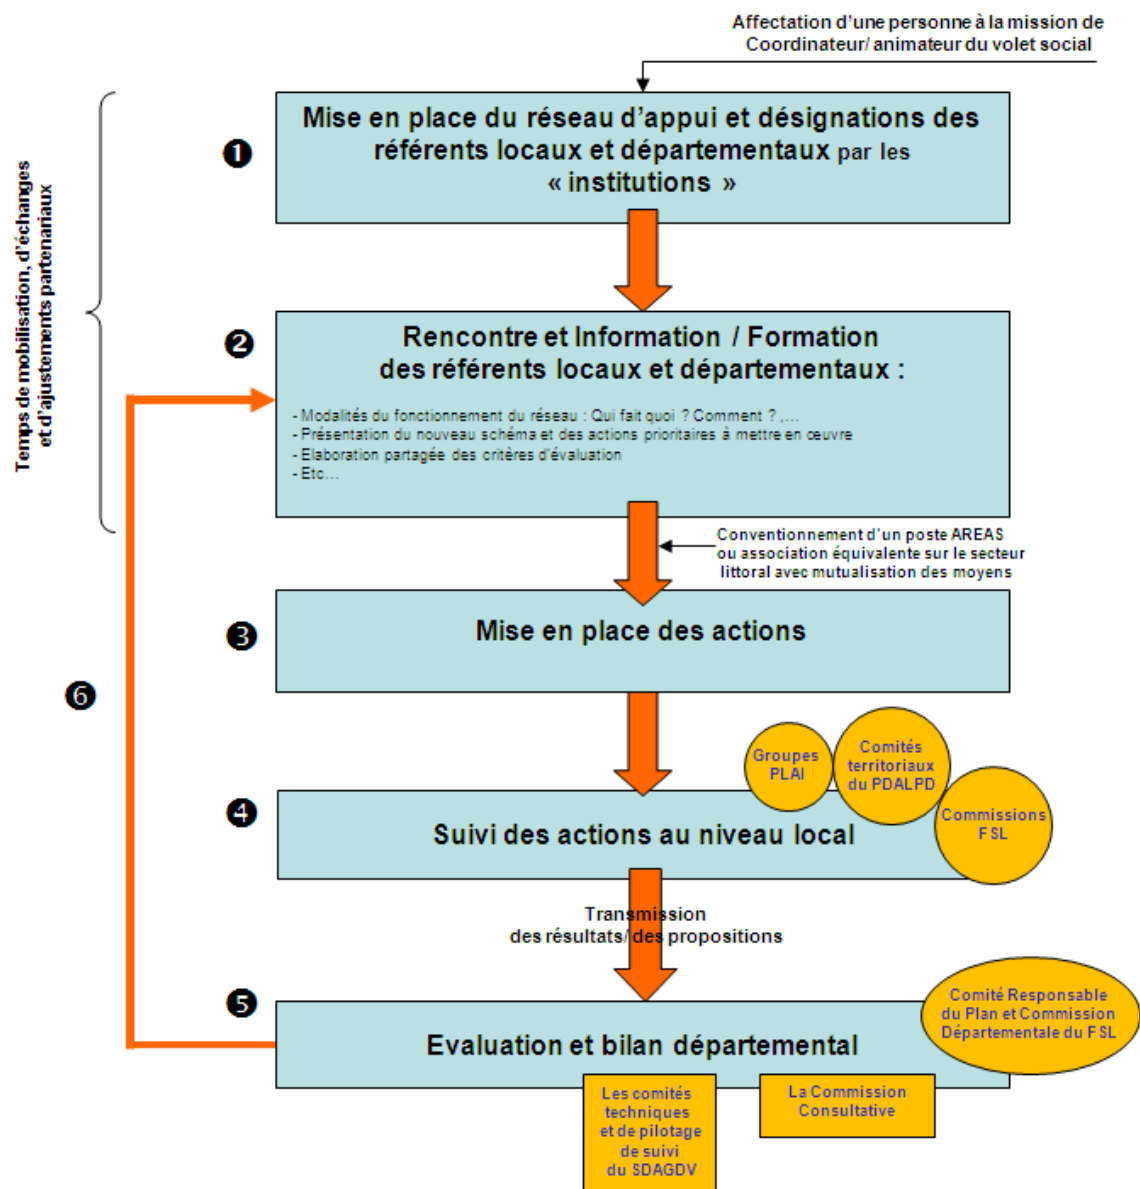 Affectation d'une personne à la mission de
Coordinateur/ animateur du volet social
Temps de mobilisation, d'échanges
et d'ajustements partenariaux
❶
Mise en place du réseau d'appui et désignations des
référents locaux et départementaux par les
« institutions »
❷
Rencontre et Information / Formation
des référents locaux et départementaux :
- Modalités du fonctionnement du réseau : Qui fait quoi ? Comment ? ,...
- Présentation du nouveau schéma et des actions prioritaires à mettre en œuvre
- Elaboration partagée des critères d'évaluation
- Etc...
Conventionnement d'un poste AREAS
ou association équivalente sur le secteur
littoral avec mutualisation des moyens
❸
Mise en place des actions
❻
Groupes
PLAI
Comités
territoriaux
du PDALPD
Commissions
FSL
❹
Suivi des actions au niveau local
Transmission
des résultats/ des propositions
❺
Evaluation et bilan départemental
Comité Responsable
du Plan et Commission
Départementale du FSL
Les comités
techniques
et de pilotage
de suivi
du SDAGDV
La Commission
Consultative